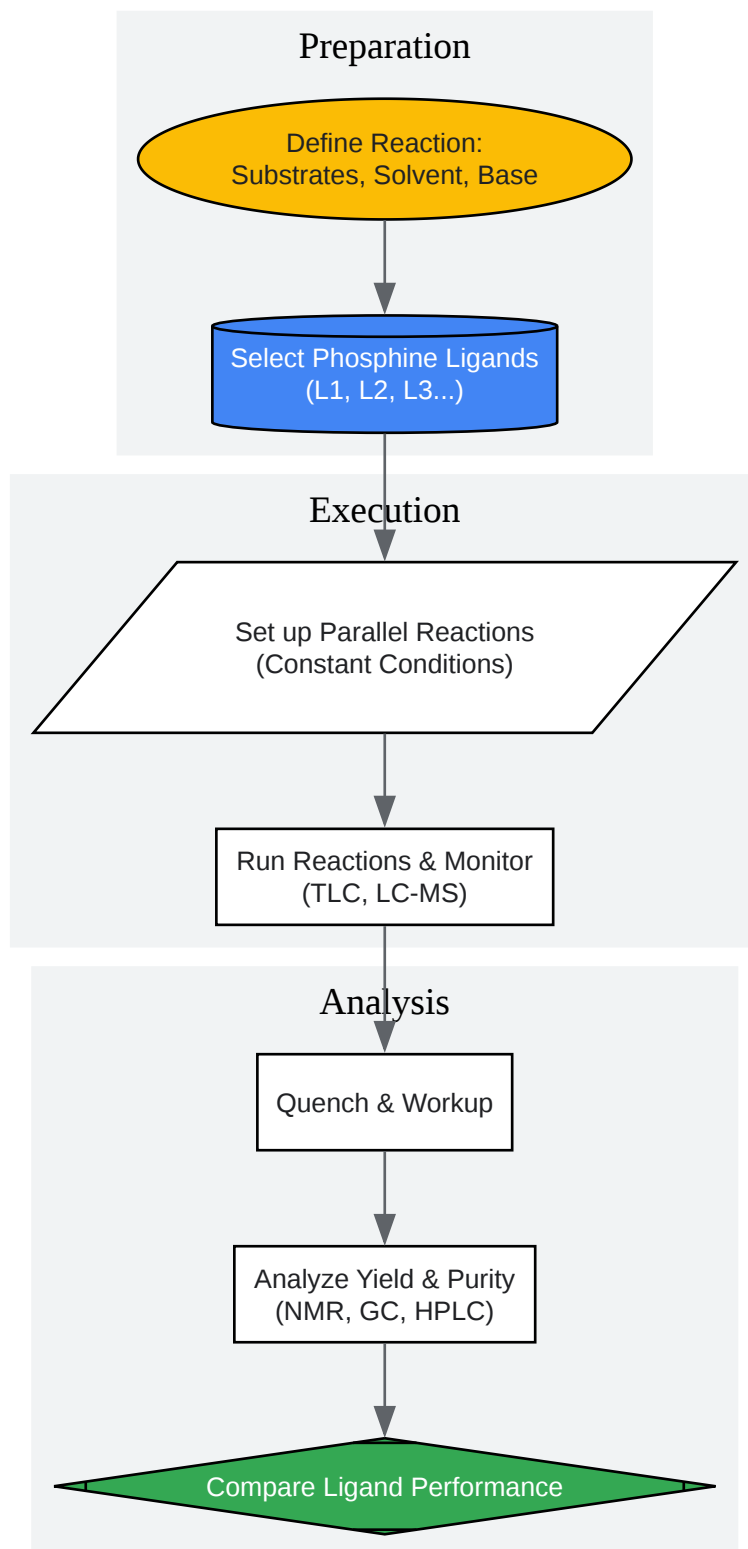 Preparation
Define Reaction:
Substrates, Solvent, Base
Select Phosphine Ligands
(L1, L2, L3...)
Execution
Set up Parallel Reactions
(Constant Conditions)
Run Reactions & Monitor
(TLC, LC-MS)
Analysis
Quench & Workup
Analyze Yield & Purity
(NMR, GC, HPLC)
Compare Ligand Performance